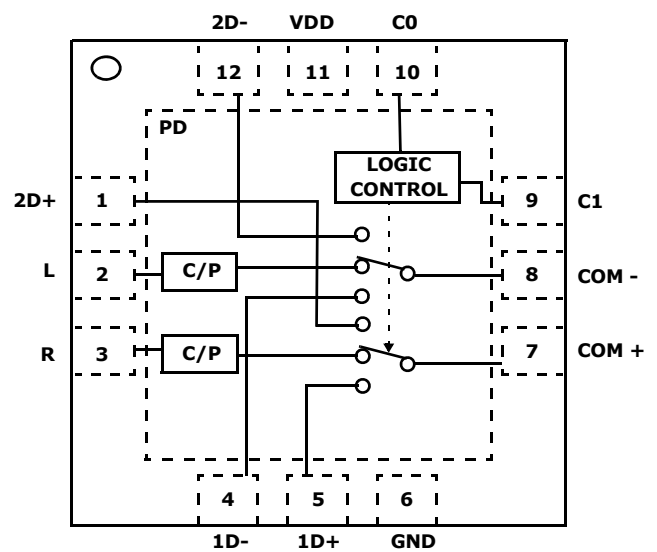 2D- VDD C0
12 11 10
PD
LOGIC
CONTROL
2D+ 1 9 C1
L 2 C/P 8 COM -
R 3 C/P 7 COM +
4 5 6
1D- 1D+ GND